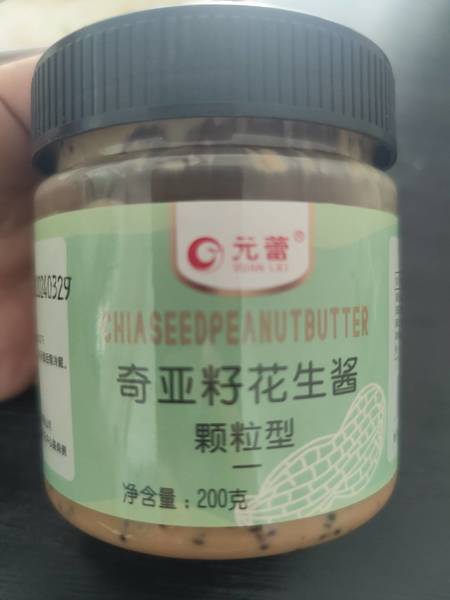 元蕾®
YUAN LEI
20240329
CHIASEEDPEANUTBUTTER
奇亚籽花生酱
颗粒型
净含量：200克